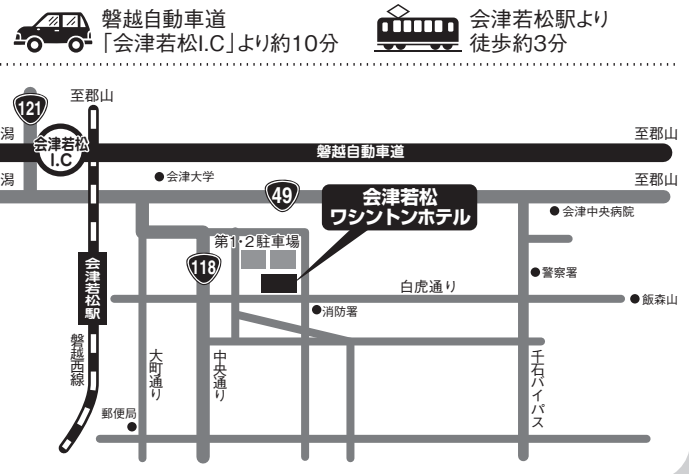 磐越自動車道
「会津若松I.C」より約10分
会津若松駅より
徒歩約3分
至郡山
121
潟
会津若松
I.C
磐越自動車道
至郡山
潟
会津大学
49
至郡山
会津若松
ワシントンホテル
会津中央病院
第1・2駐車場
118
警察署
会津若松駅
白虎通り
飯森山
消防署
磐越西線
大町通り
中央通り
千石バイパス
郵便局